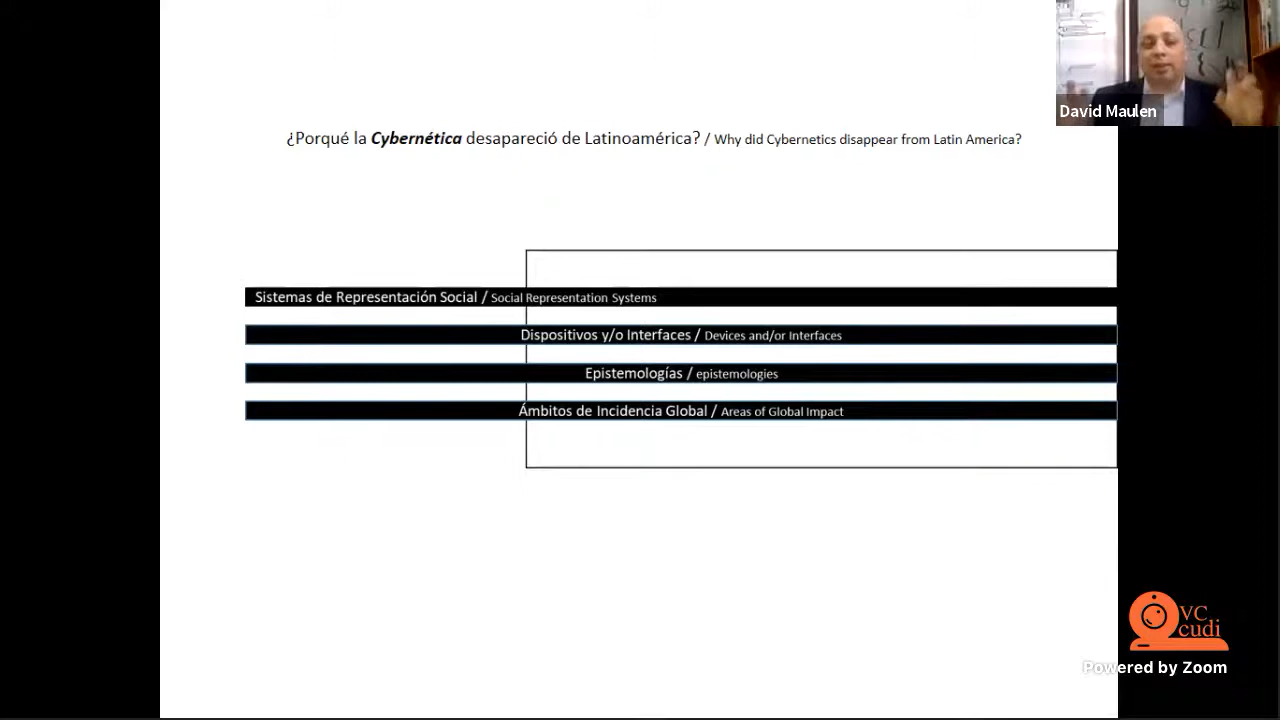 ¿Porqué la Cybernética desapareció de Latinoamérica? / Why did Cybernetics disappear from Latin America?
David Maulen
Sistemas de Representación Social / Social Representation Systems
Dispositivos y/o Interfaces / Devices and/or Interfaces
Epistemologías / epistemologies
Ámbitos de Incidencia Global / Areas of Global Impact
VC
cudi
Powered by Zoom